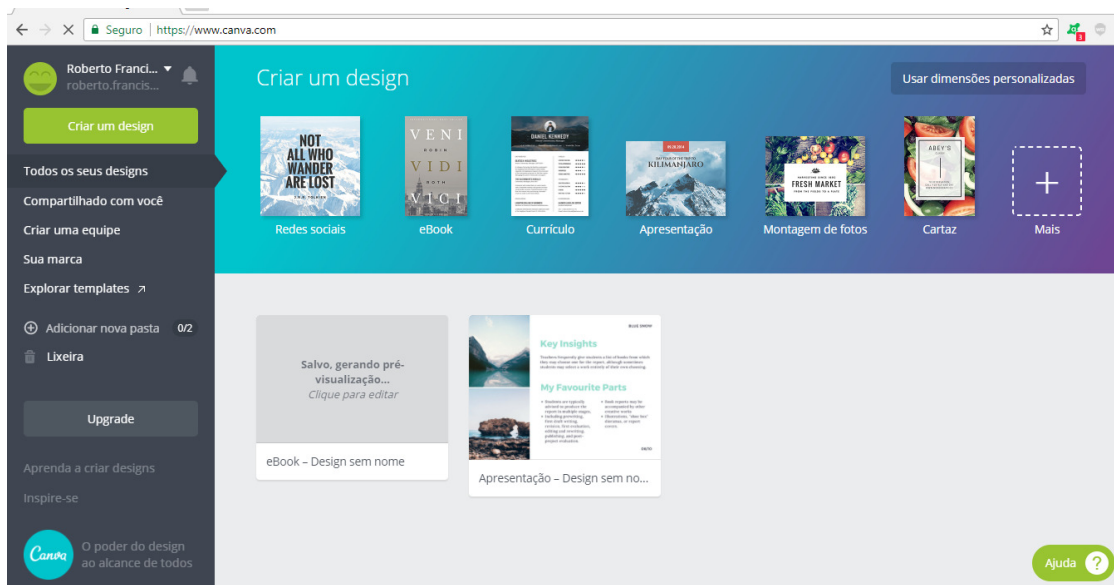 Seguro | https://www.canva.com
3
Roberto Franci...
roberto.francis...
Criar um design
Todos os seus designs
Compartilhado com você
Criar uma equipe
Sua marca
Explorar templates
Adicionar nova pasta 0/2
Lixeira
Upgrade
Aprenda a criar designs
Inspire-se
Canva
O poder do design
ao alcance de todos
Criar um design
Usar dimensões personalizadas
NOT
ALL WHO
WANDER
ARE LOST
Redes sociais
VENI
VIDI
VICI
eBook
DANIEL KENNEDY
Currículo
KILIMANJARO
Apresentação
FRESH MARKET
Montagem de fotos
ABEY'S
Cartaz
+
Mais
Salvo, gerando pré-
visualização...
Clique para editar
eBook – Design sem nome
Key Insights
My Favourite Parts
Apresentação – Design sem no...
Ajuda ?